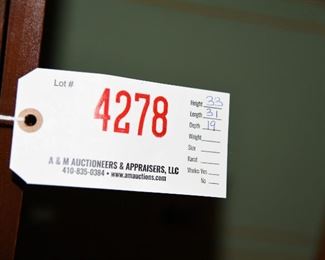 Lot #
4278
Height 33
Length 31
Depth 19
Weight
Size
Karat
Works: Yes
No
A & M AUCTIONEERS & APPRAISERS, LLC
410-835-0384 • www.amauctions.com